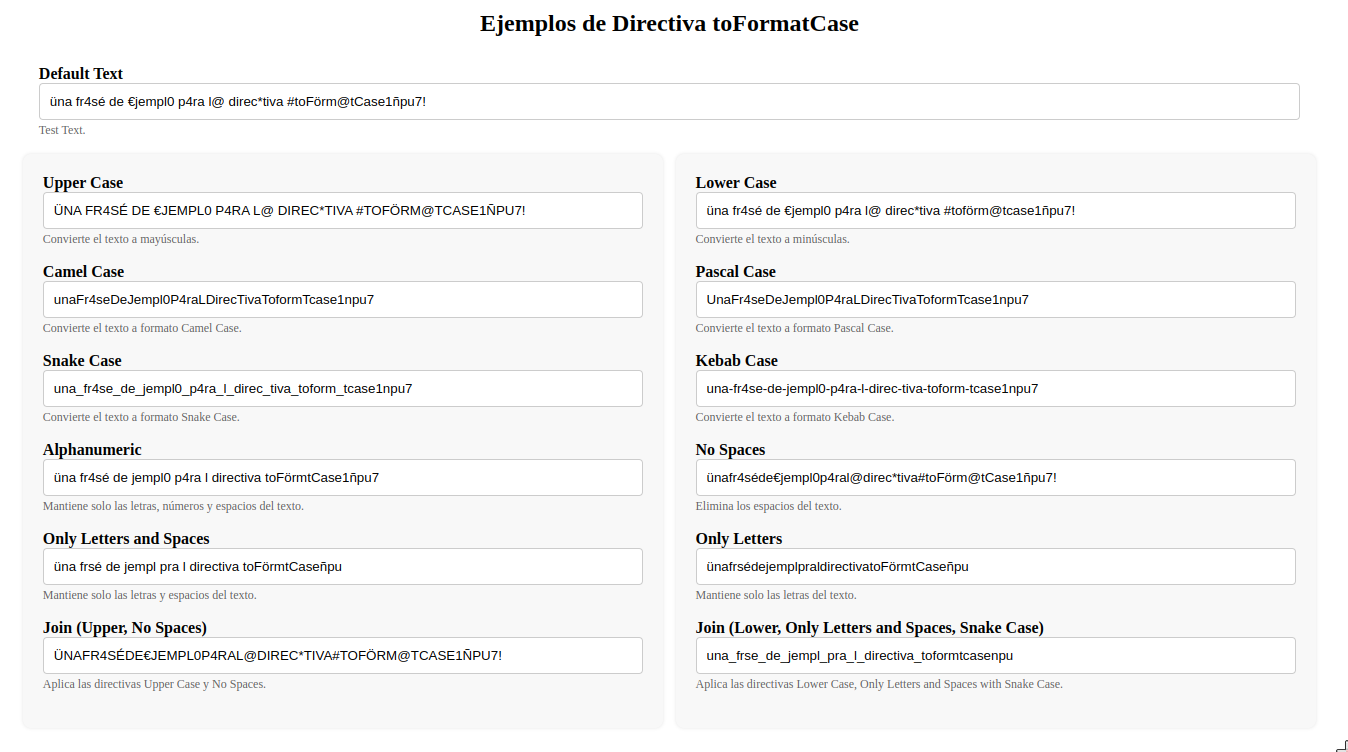 Ejemplos de Directiva toFormatCase
Default Text
üna fr4sé de €jempl0 p4ra l@ direc*tiva #toFörm@tCase1ñpu7!
Test Text.
Upper Case
ÜNA FR4SÉ DE €JEMPL0 P4RA L@ DIREC*TIVA #TOFÖRM@TCASE1ÑPU7!
Convierte el texto a mayúsculas.
Camel Case
unaFr4seDeJempl0P4raLDirecTivaToformTcase1npu7
Convierte el texto a formato Camel Case.
Snake Case
una_fr4se_de_jempl0_p4ra_l_direc_tiva_toform_tcase1npu7
Convierte el texto a formato Snake Case.
Alphanumeric
üna fr4sé de jempl0 p4ra l directiva toFörmtCase1ñpu7
Mantiene solo las letras, números y espacios del texto.
Only Letters and Spaces
üna frsé de jempl pra l directiva toFörmtCaseñpu
Mantiene solo las letras y espacios del texto.
Join (Upper, No Spaces)
ÜNAFR4SÉDE€JEMPL0P4RAL@DIREC*TIVA#TOFÖRM@TCASE1ÑPU7!
Aplica las directivas Upper Case y No Spaces.
Lower Case
üna fr4sé de €jempl0 p4ra l@ direc*tiva #toförm@tcase1ñpu7!
Convierte el texto a minúsculas.
Pascal Case
UnaFr4seDeJempl0P4raLDirecTivaToformTcase1npu7
Convierte el texto a formato Pascal Case.
Kebab Case
una-fr4se-de-jempl0-p4ra-l-direc-tiva-toform-tcase1npu7
Convierte el texto a formato Kebab Case.
No Spaces
ünafr4séde€jempl0p4ral@direc*tiva#toFörm@tCase1ñpu7!
Elimina los espacios del texto.
Only Letters
ünafrsédejemplpraldirectivatoFörmtCaseñpu
Mantiene solo las letras del texto.
Join (Lower, Only Letters and Spaces, Snake Case)
una_frse_de_jempl_pra_l_directiva_toformtcasenpu
Aplica las directivas Lower Case, Only Letters and Spaces with Snake Case.